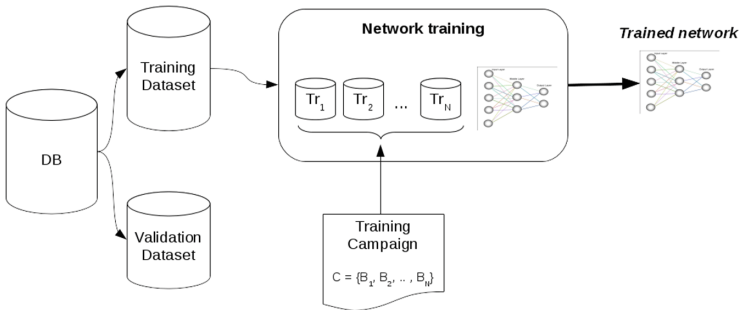 DB
Training
Dataset
Validation
Dataset
Network training
Tr1
Tr2
...
TrN
Training
Campaign
C = {B1, B2, .. , BN}
Trained network